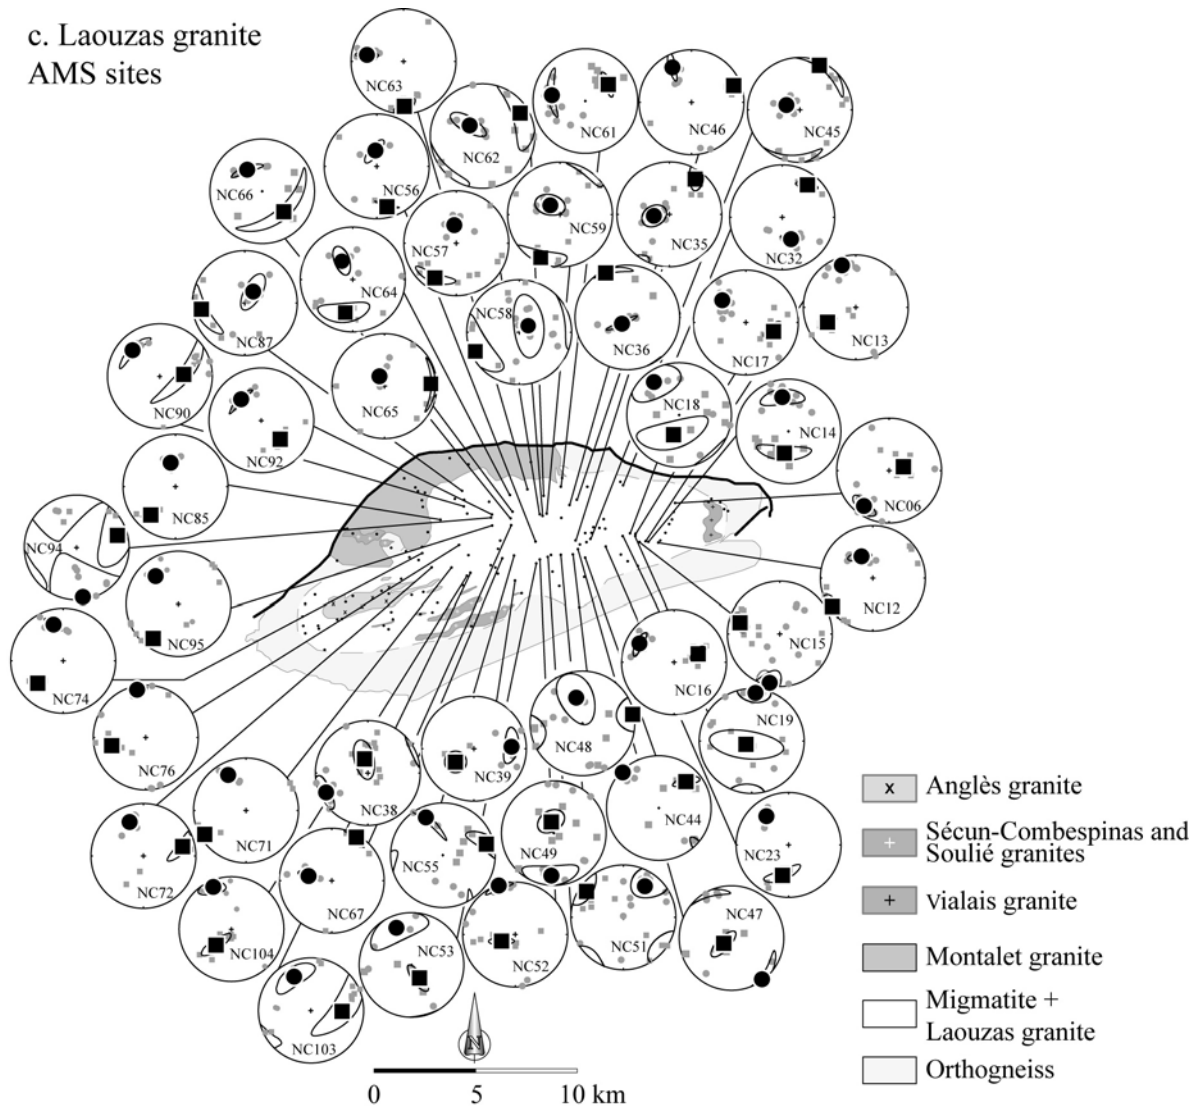 c. Laouzas granite
AMS sites
NC63
NC62
NC61
NC46
NC45
NC66
NC56
NC57
NC59
NC35
NC32
NC87
NC64
NC58
NC36
NC17
NC13
NC90
NC92
NC65
NC18
NC14
NC06
NC85
NC94
NC95
NC12
NC74
NC15
NC16
NC76
NC19
NC48
NC39
NC38
NC71
NC44
NC72
NC67
NC55
NC49
NC23
NC104
NC53
NC52
NC51
NC47
NC103
Anglès granite
Sécun-Combespinas and
Soulié granites
Vialais granite
Montalet granite
Migmatite +
Laouzas granite
Orthogneiss
N
0 5 10 km